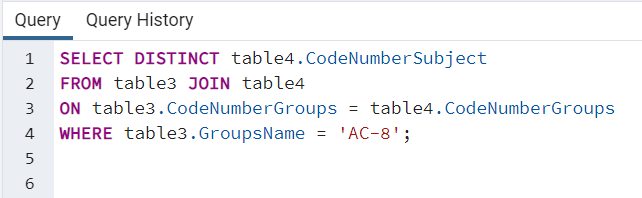 Query Query History
1 SELECT DISTINCT table4.CodeNumberSubject
2 FROM table3 JOIN table4
3 ON table3.CodeNumberGroups = table4.CodeNumberGroups
4 WHERE table3.GroupsName = 'AC-8';
5
6